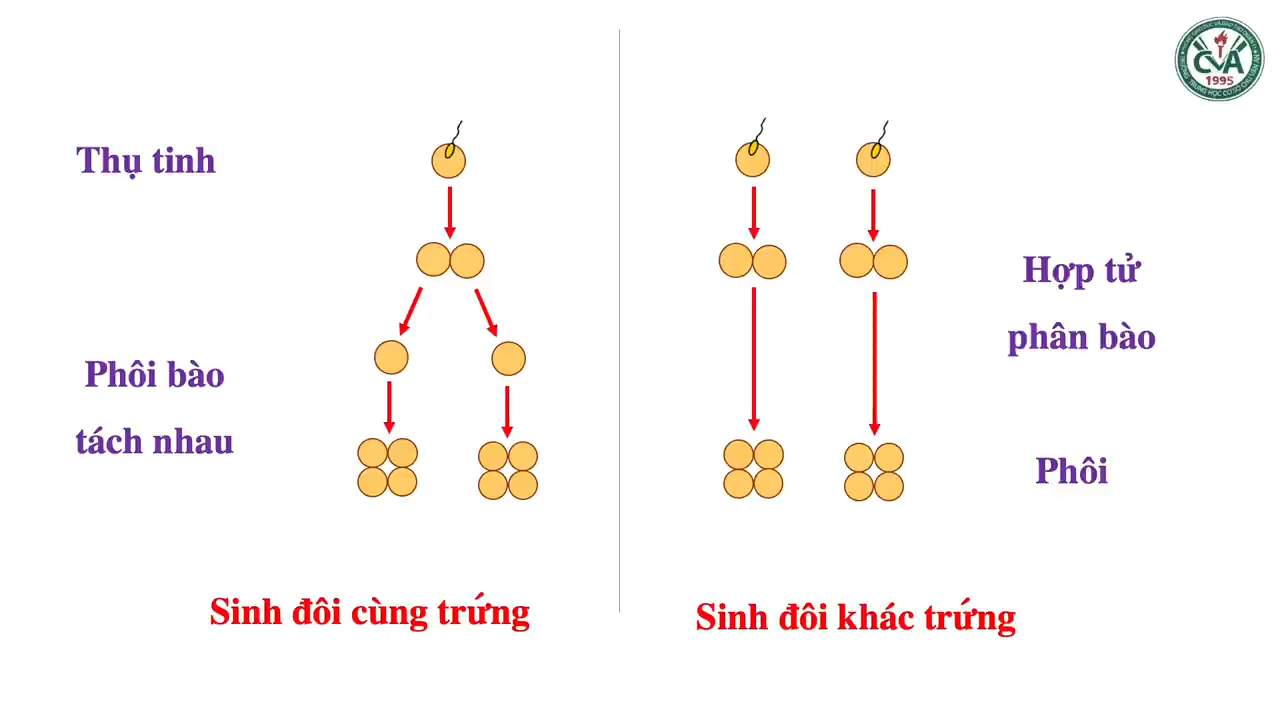 CVA
1995
Thụ tinh
Hợp tử
phân bào
Phôi bào
tách nhau
Phôi
Sinh đôi cùng trứng
Sinh đôi khác trứng